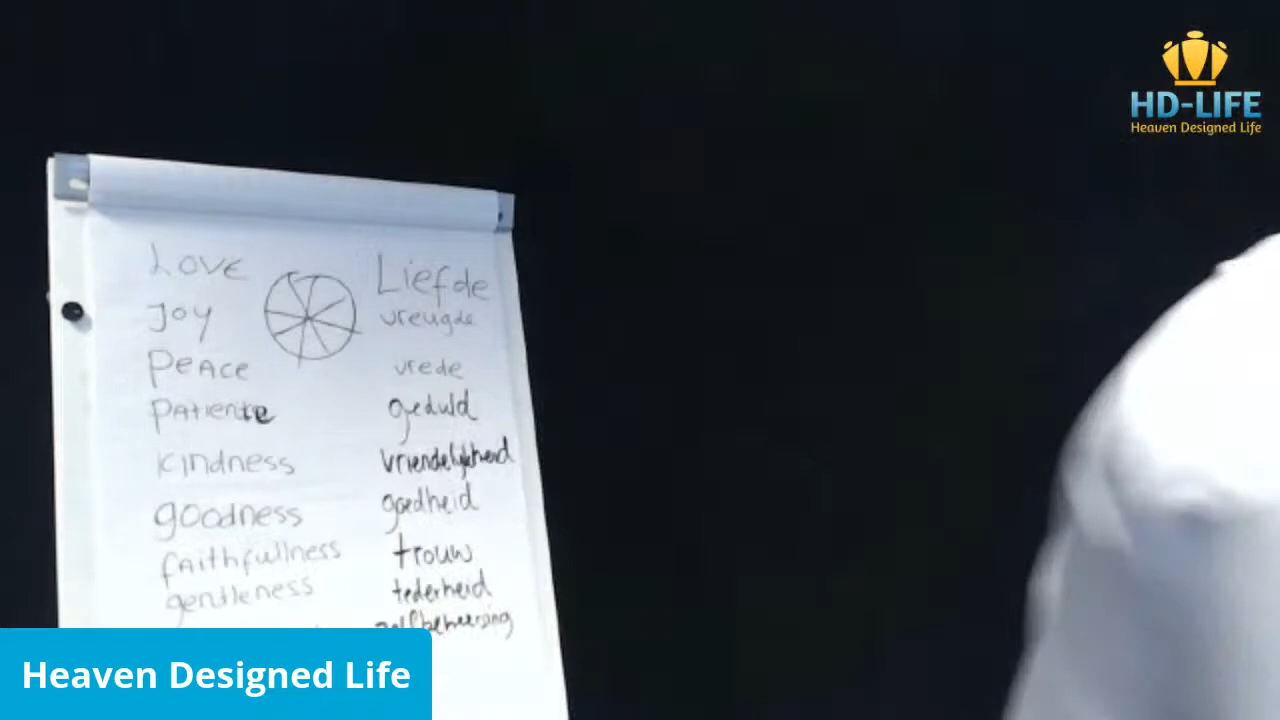 HD-LIFE
Heaven Designed Life
Love Liefde
Joy vreugde
Peace vrede
Patiente geduld
kindness vriendelijkheid
goodness goedheid
faithfullness trouw
gentleness tederheid
zelfbeheersing
Heaven Designed Life